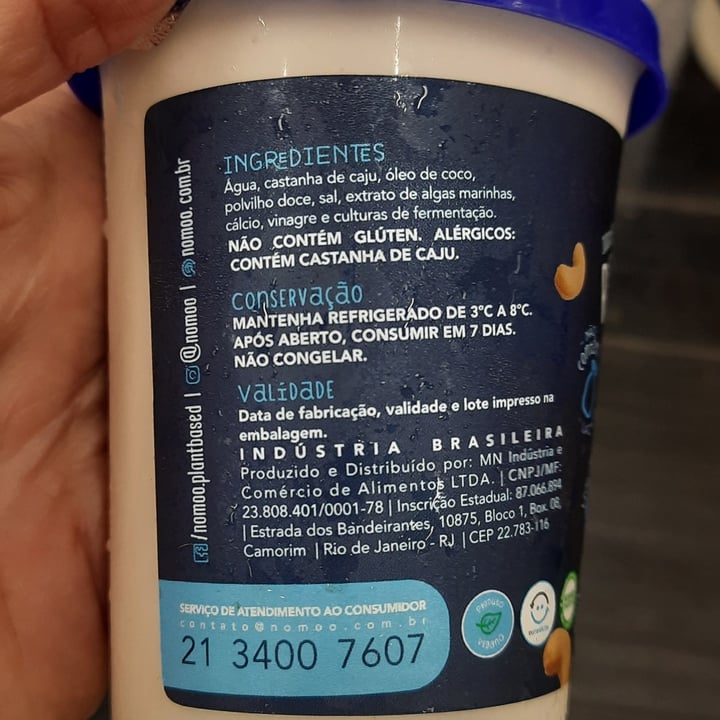 INGREDIENTES
Água, castanha de caju, óleo de coco,
polvilho doce, sal, extrato de algas marinhas,
cálcio, vinagre e culturas de fermentação.
NÃO CONTÉM GLÚTEN. ALÉRGICOS:
CONTÉM CASTANHA DE CAJU.
CONSERVAÇÃO
MANTENHA REFRIGERADO DE 3°C A 8°C.
APÓS ABERTO, CONSUMIR EM 7 DIAS.
NÃO CONGELAR.
VALIDADE
Data de fabricação, validade e lote impresso na
embalagem.
INDÚSTRIA BRASILEIRA
Produzido e Distribuído por: MN Indústria e
Comércio de Alimentos LTDA. | CNPJ/MF:
23.808.401/0001-78 | Inscrição Estadual: 87.066.894
| Estrada dos Bandeirantes, 10875, Bloco 1, Box 08,
Camorim | Rio de Janeiro - RJ | CEP 22.783-116
/nomoo.plantbased | @nomoo | nomoo.com.br
SERVIÇO DE ATENDIMENTO AO CONSUMIDOR
contato@nomoo.com.br
21 3400 7607
PRODUTO
VEGANO